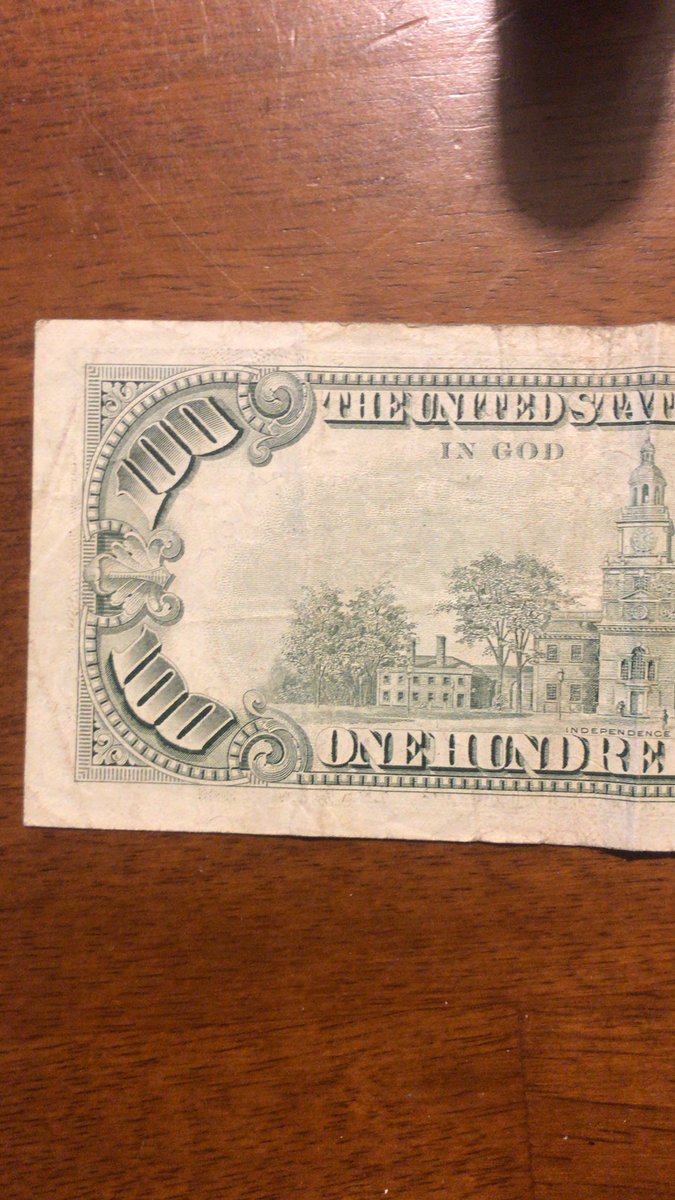 100
THE UNITED STAT
IN GOD
INDEPENDENCE
100
ONE HUNDRE